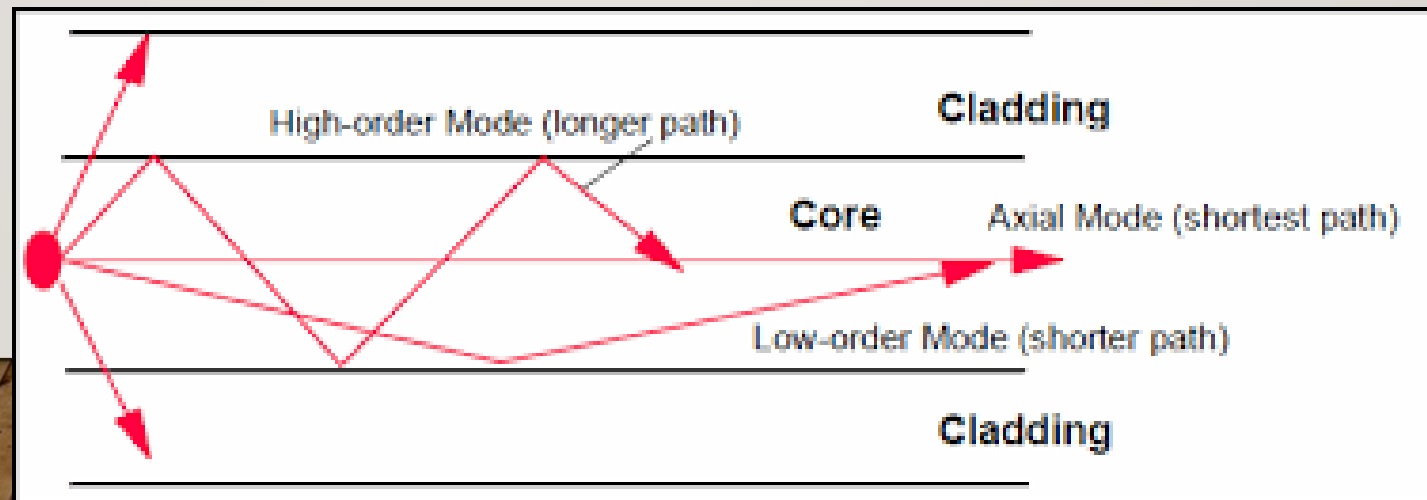 Cladding
High-order Mode (longer path)
Core
Axial Mode (shortest path)
Low-order Mode (shorter path)
Cladding